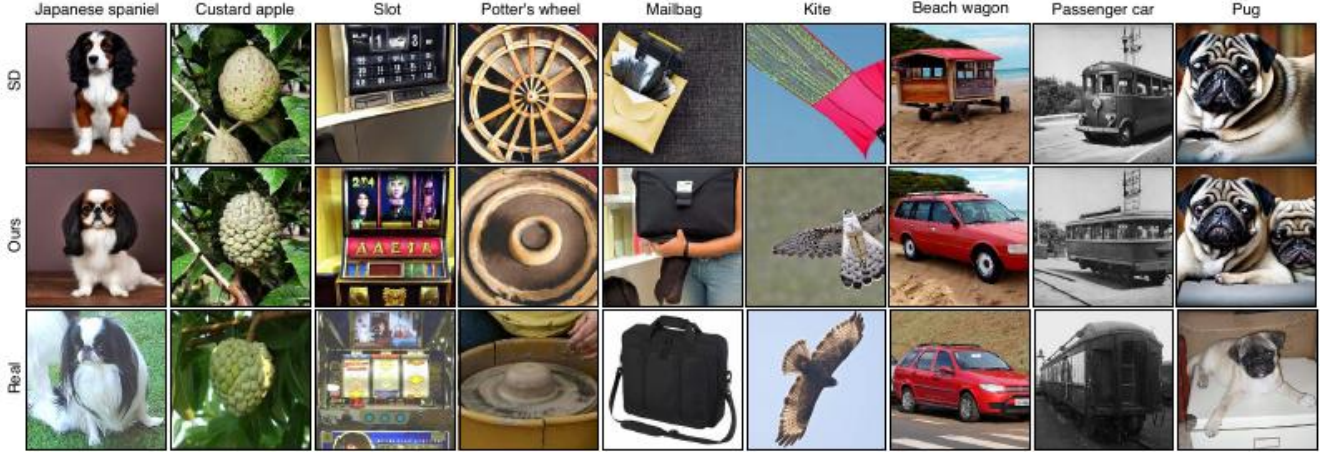 Japanese spaniel Custard apple Slot Potter's wheel Mailbag Kite Beach wagon Passenger car Pug
SD
Ours
Real